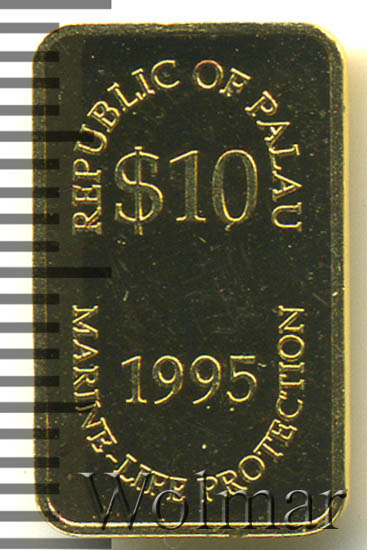 REPUBLIC OF PALAU
$10
1995
MARINE-LIFE PROTECTION
Wolmar